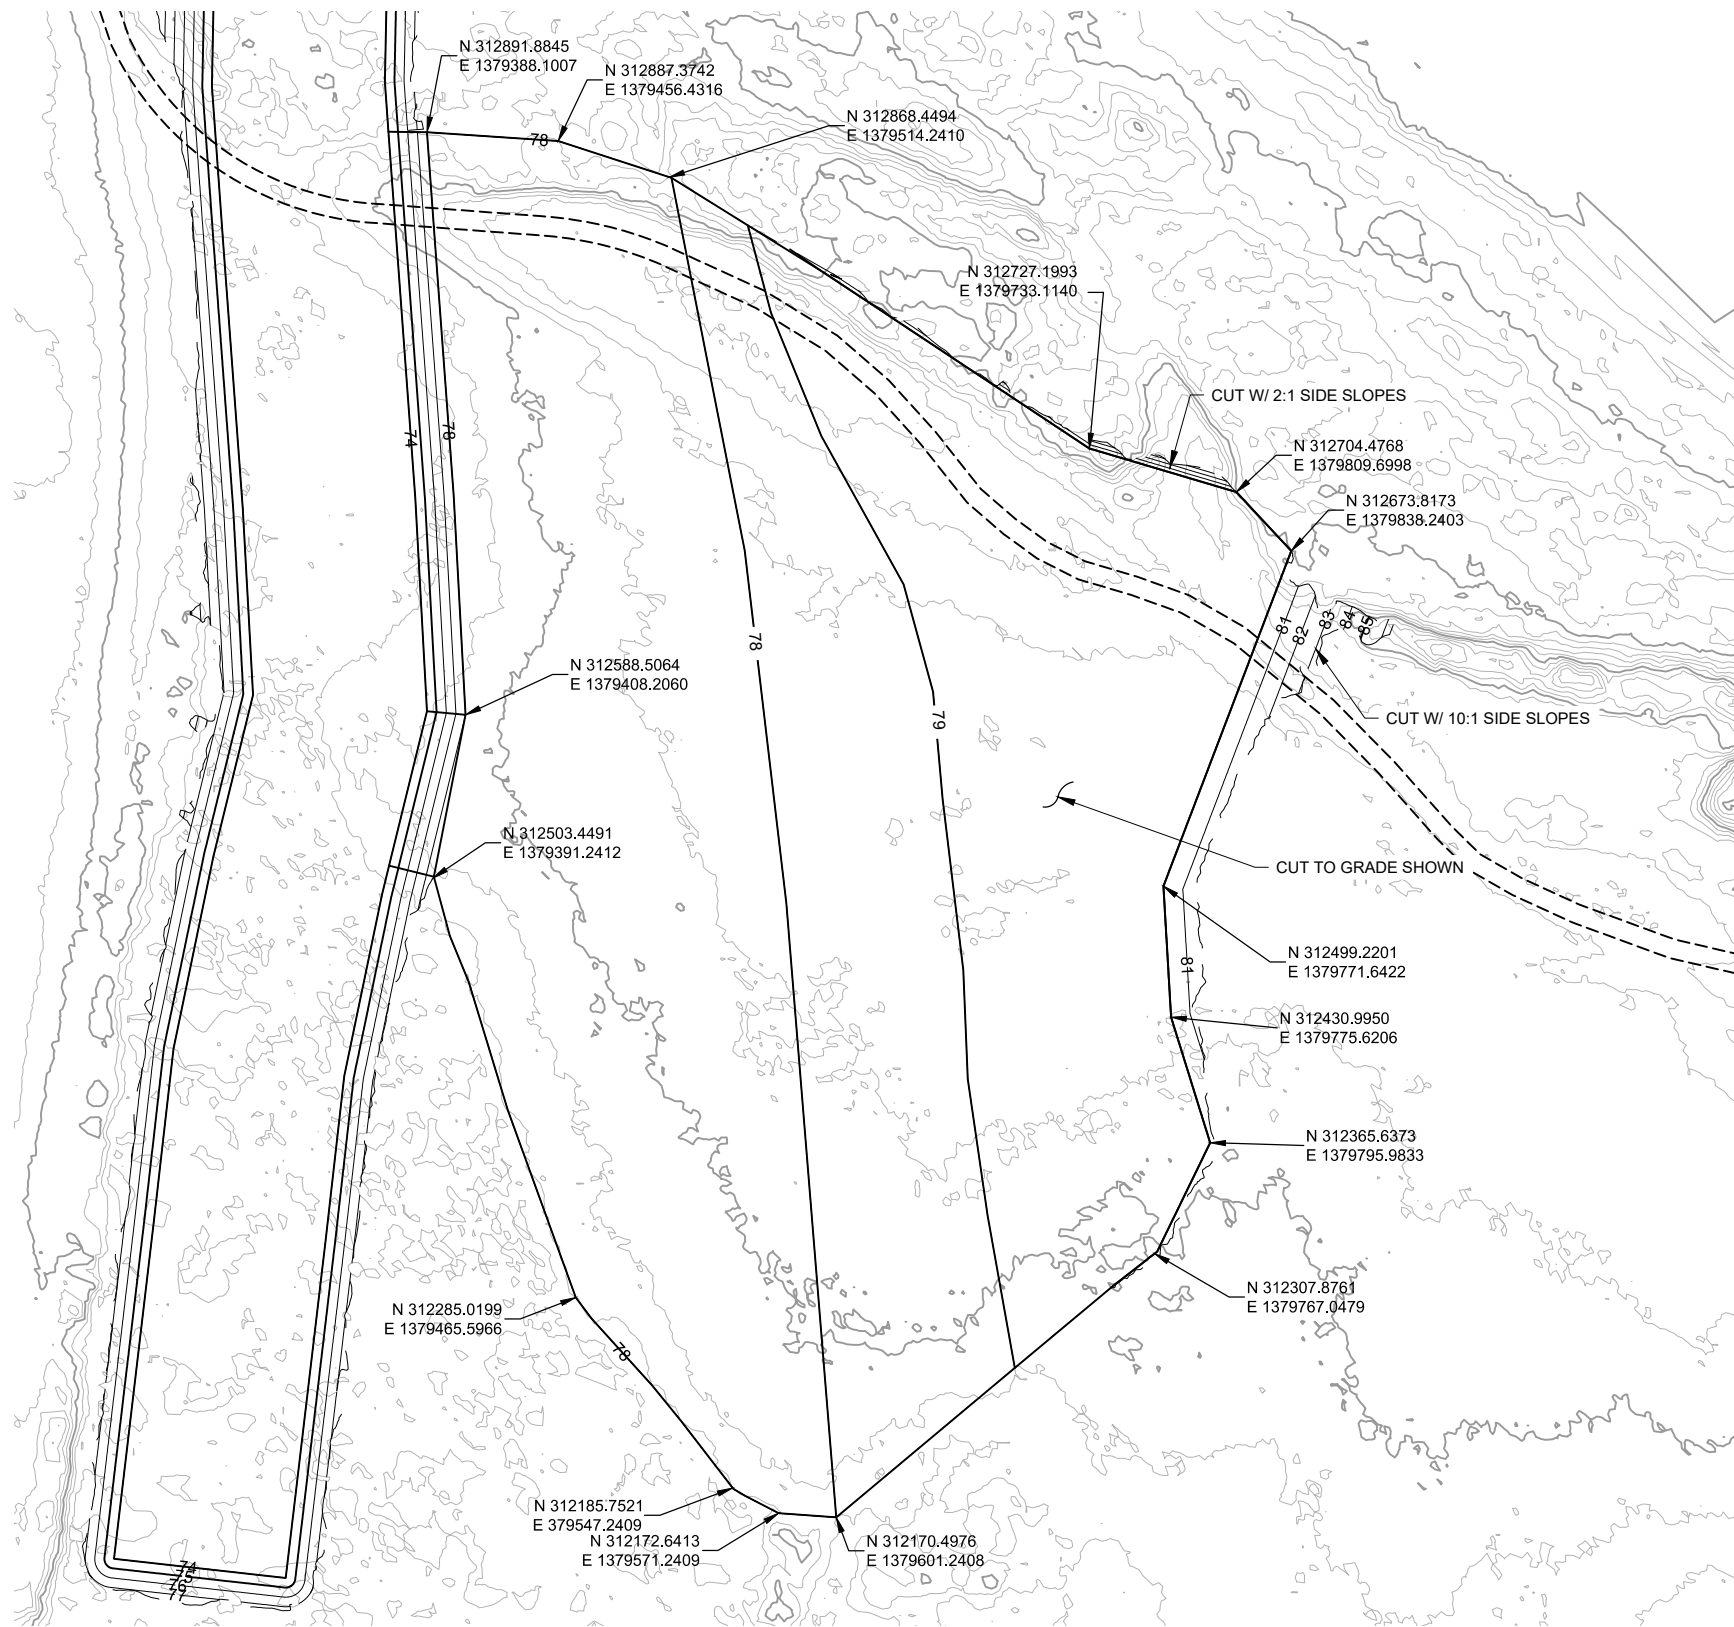 N 312891.8845
E 1379388.1007
N 312887.3742
E 1379456.4316
N 312868.4494
E 1379514.2410
78
N 312727.1993
E 1379733.1140
CUT W/ 2:1 SIDE SLOPES
74
78
N 312704.4768
E 1379809.6998
N 312673.8173
E 1379838.2403
81
82
83
84
85
78
N 312588.5064
E 1379408.2060
79
CUT W/ 10:1 SIDE SLOPES
N 312503.4491
E 1379391.2412
CUT TO GRADE SHOWN
N 312499.2201
E 1379771.6422
81
N 312430.9950
E 1379775.6206
N 312365.6373
E 1379795.9833
N 312307.8761
E 1379767.0479
N 312285.0199
E 1379465.5966
78
N 312185.7521
E 379547.2409
N 312172.6413
E 1379571.2409
N 312170.4976
E 1379601.2408
74
75
76
77